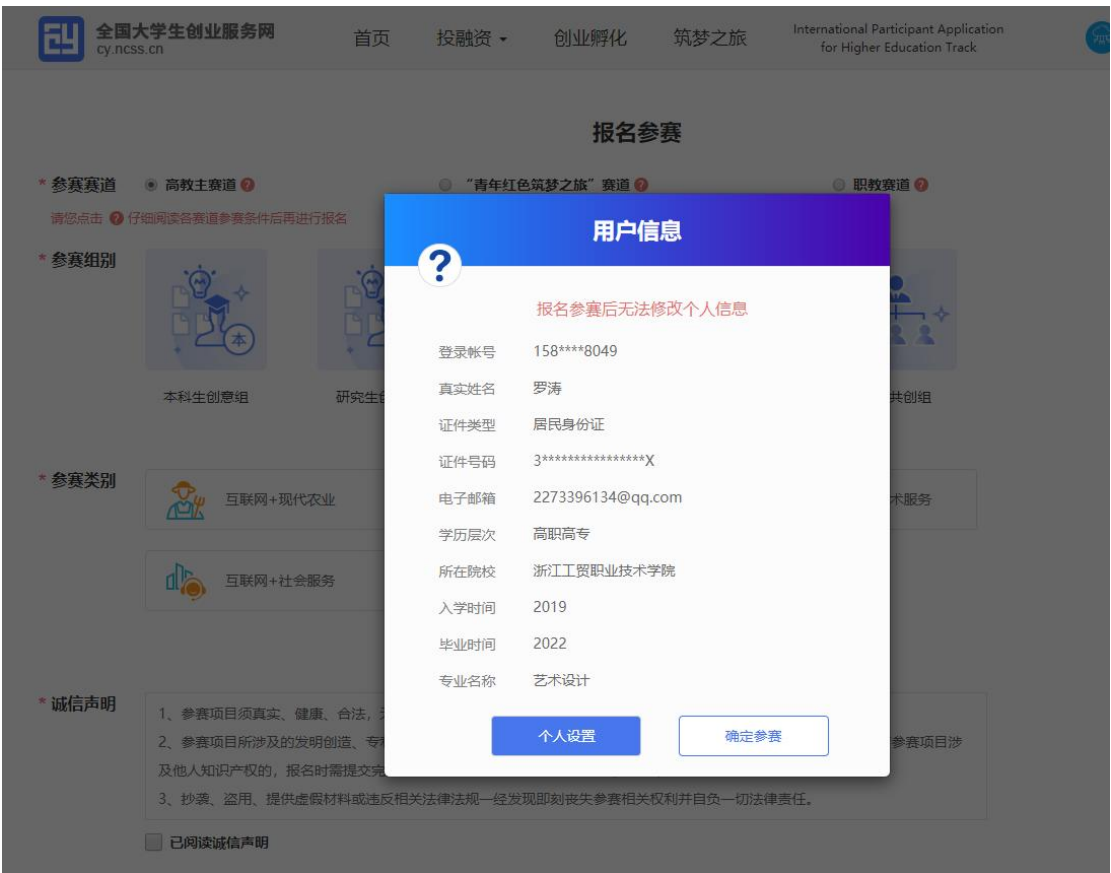 全国大学生创业服务网
cy.ncss.cn
首页 投融资 创业孵化 筑梦之旅 International Participant Application
for Higher Education Track
报名参赛
* 参赛赛道 高教主赛道 ? “青年红色筑梦之旅”赛道 ? 职教赛道 ?
请您点击 ? 仔细阅读各赛道参赛条件后再进行报名
* 参赛组别
本
本科生创意组 研究生 共创组
* 参赛类别
互联网+现代农业 术服务
互联网+社会服务
用户信息
?
报名参赛后无法修改个人信息
登录帐号 158****8049
真实姓名 罗涛
证件类型 居民身份证
证件号码 3****************X
电子邮箱 2273396134@qq.com
学历层次 高职高专
所在院校 浙江工贸职业技术学院
入学时间 2019
毕业时间 2022
专业名称 艺术设计
个人设置 确定参赛
* 诚信声明
1、参赛项目须真实、健康、合法，
2、参赛项目所涉及的发明创造、专 参赛项目涉
及他人知识产权的，报名时需提交完
3、抄袭、盗用、提供虚假材料或违反相关法律法规一经发现即刻丧失参赛相关权利并自负一切法律责任。
已阅读诚信声明